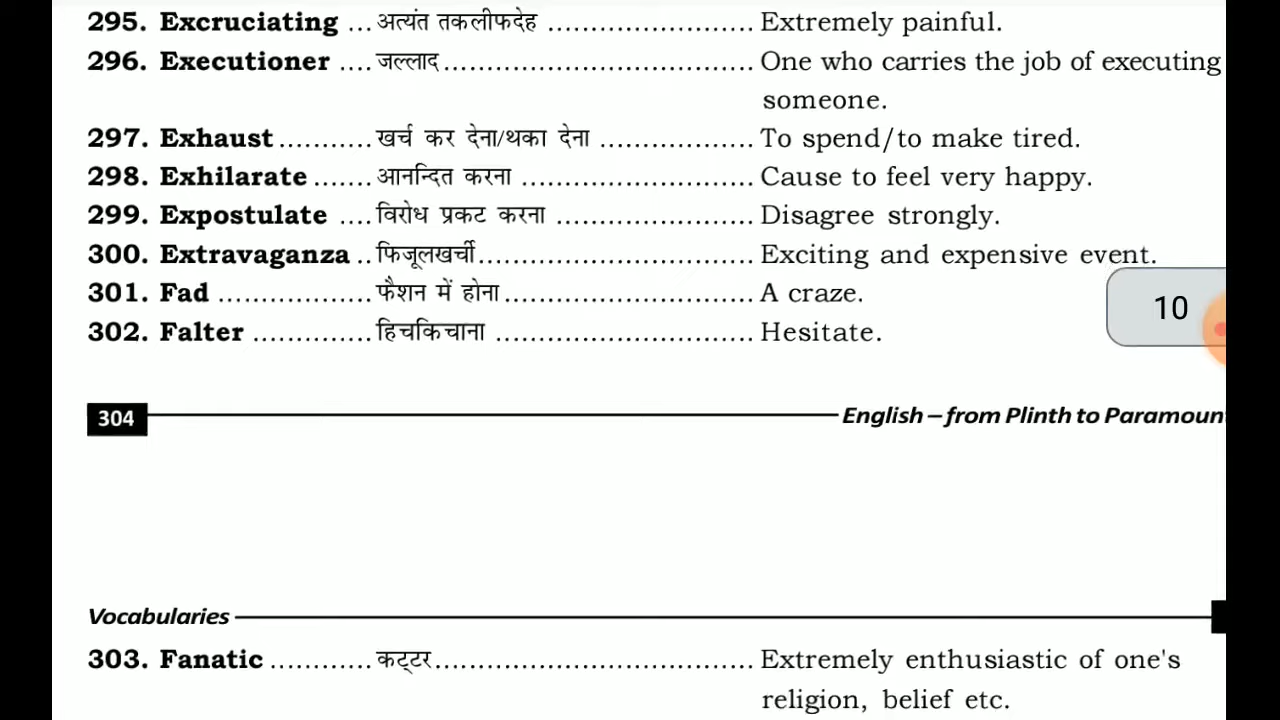 295. Excruciating ... अत्यंत तकलीफदेह ........................ Extremely painful.
296. Executioner .... जल्लाद.................................... One who carries the job of executing
someone.
297. Exhaust ........... खर्च कर देना/थका देना .................. To spend/to make tired.
298. Exhilarate ....... आनन्दित करना ........................... Cause to feel very happy.
299. Expostulate .... विरोध प्रकट करना ....................... Disagree strongly.
300. Extravaganza .. फिजूलखर्ची................................ Exciting and expensive event.
301. Fad .................. फैशन में होना............................. A craze.
10
302. Falter .............. हिचकिचाना .............................. Hesitate.
304 English – from Plinth to Paramount
Vocabularies
303. Fanatic ............ कट्टर..................................... Extremely enthusiastic of one's
religion, belief etc.